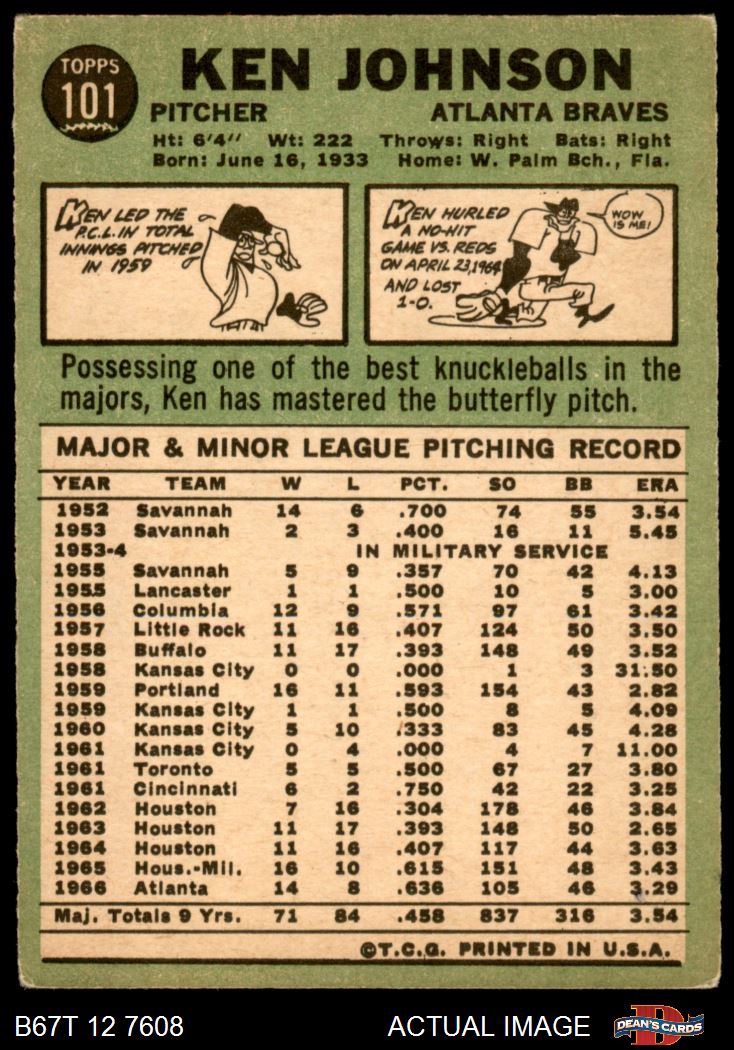 TOPPS
101
KEN JOHNSON
PITCHER ATLANTA BRAVES
Ht: 6'4" Wt: 222 Throws: Right Bats: Right
Born: June 16, 1933 Home: W. Palm Bch., Fla.
KEN LED THE
P.C.L. IN TOTAL
INNINGS PITCHED
IN 1959
KEN HURLED
A NO-HIT
GAME VS. REDS
ON APRIL 23, 1964
AND LOST
1-0.
WOW
IS ME!
Possessing one of the best knuckleballs in the
majors, Ken has mastered the butterfly pitch.
MAJOR & MINOR LEAGUE PITCHING RECORD
YEAR TEAM W L PCT. SO BB ERA
1952 Savannah 14 6 .700 74 55 3.54
1953 Savannah 2 3 .400 16 11 5.45
1953-4 IN MILITARY SERVICE
1955 Savannah 5 9 .357 70 42 4.13
1955 Lancaster 1 1 .500 10 5 3.00
1956 Columbia 12 9 .571 97 61 3.42
1957 Little Rock 11 16 .407 124 50 3.50
1958 Buffalo 11 17 .393 148 49 3.52
1958 Kansas City 0 0 .000 1 3 31.50
1959 Portland 16 11 .593 154 43 2.82
1959 Kansas City 1 1 .500 8 5 4.09
1960 Kansas City 5 10 .333 83 45 4.28
1961 Kansas City 0 4 .000 4 7 11.00
1961 Toronto 5 5 .500 67 27 3.80
1961 Cincinnati 6 2 .750 42 22 3.25
1962 Houston 7 16 .304 178 46 3.84
1963 Houston 11 17 .393 148 50 2.65
1964 Houston 11 16 .407 117 44 3.63
1965 Hous.-Mil. 16 10 .615 151 48 3.43
1966 Atlanta 14 8 .636 105 46 3.29
Maj. Totals 9 Yrs. 71 84 .458 837 316 3.54
©T.C.G. PRINTED IN U.S.A.
B67T 12 7608 ACTUAL IMAGE
D
DEAN'S CARDS